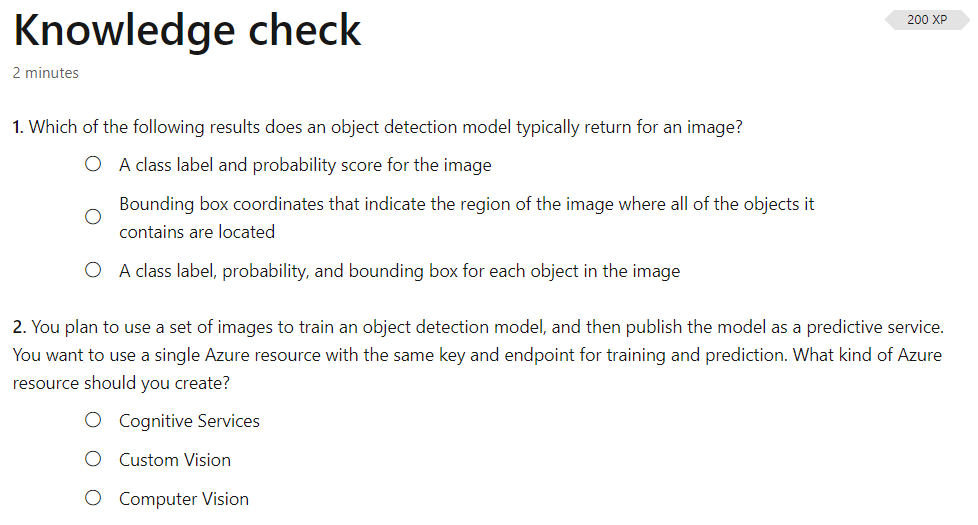 Knowledge check
200 XP
2 minutes
1. Which of the following results does an object detection model typically return for an image?
A class label and probability score for the image
Bounding box coordinates that indicate the region of the image where all of the objects it
contains are located
A class label, probability, and bounding box for each object in the image
2. You plan to use a set of images to train an object detection model, and then publish the model as a predictive service.
You want to use a single Azure resource with the same key and endpoint for training and prediction. What kind of Azure
resource should you create?
Cognitive Services
Custom Vision
Computer Vision